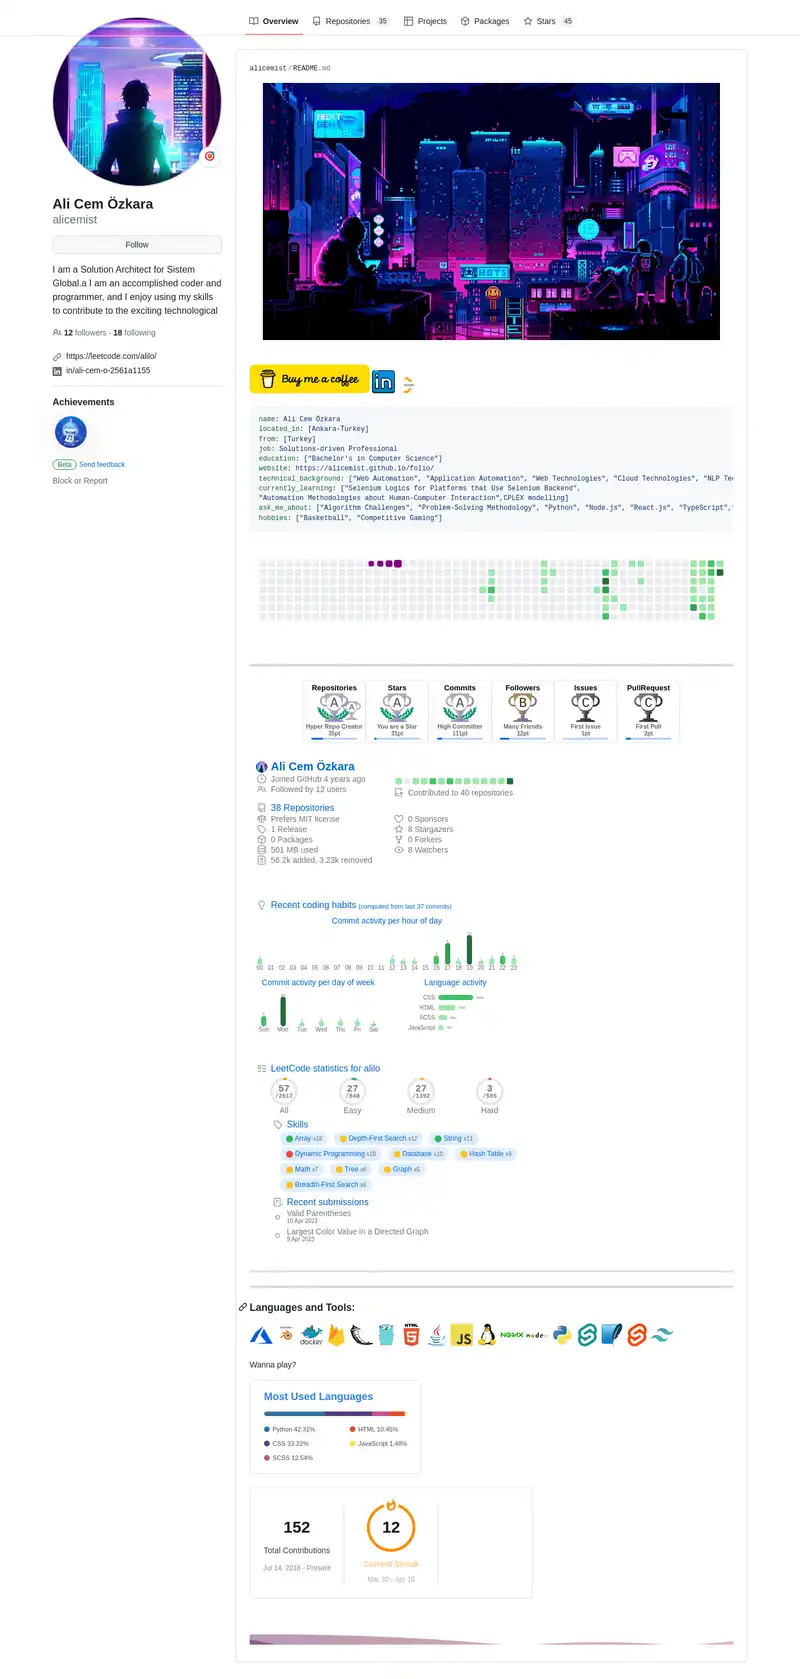 Overview
Repositories 35
Projects
Packages
Stars 45
Ali Cem Özkara
alicemist
Follow
I am a Solution Architect for Sistem
Global.a I am an accomplished coder and
programmer, and I enjoy using my skills
to contribute to the exciting technological
12 followers · 18 following
https://leetcode.com/alilo/
in/ali-cem-o-2561a1155
Achievements
Beta Send feedback
Block or Report
alicemist/README.md
NEXT
GEN
BOTS
HOTE
Buy me a coffee
in
name: Ali Cem Özkara
located_in: [Ankara-Turkey]
from: [Turkey]
job: Solutions-driven Professional
education: ["Bachelor's in Computer Science"]
website: https://alicemist.github.io/folio/
technical_background: ["Web Automation", "Application Automation", "Web Technologies", "Cloud Technologies", "NLP Tec
currently_learning: ["Selenium Logics for Platforms that Use Selenium Backend",
"Automation Methodologies about Human-Computer Interaction",CPLEX modelling]
ask_me_about: ["Algorithm Challenges", "Problem-Solving Methodology", "Python", "Node.js", "React.js", "TypeScript",
hobbies: ["Basketball", "Competitive Gaming"]
Repositories Stars Commits Followers Issues PullRequest
A A A A B C C
Hyper Repo Creator You are a Star High Committer Many Friends First Issue First Pull
35pt 31pt 111pt 12pt 1pt 2pt
Ali Cem Özkara
Joined GitHub 4 years ago
Followed by 12 users
Contributed to 40 repositories
38 Repositories
Prefers MIT license
0 Sponsors
1 Release
8 Stargazers
0 Packages
0 Forkers
501 MB used
8 Watchers
56.2k added, 3.23k removed
Recent coding habits (computed from last 37 commits)
Commit activity per hour of day
00 01 02 03 04 05 06 07 08 09 10 11 12 13 14 15 16 17 18 19 20 21 22 23
Commit activity per day of week
Sun Mon Tue Wed Thu Fri Sat
Language activity
CSS
HTML
SCSS
JavaScript
LeetCode statistics for alilo
57 27 27 3
/2617 /648 /1392 /585
All Easy Medium Hard
Skills
Array x18 Depth-First Search x12 String x11
Dynamic Programming x10 Database x10 Hash Table x9
Math x7 Tree x6 Graph x6
Breadth-First Search x6
Recent submissions
Valid Parentheses
10 Apr 2023
Largest Color Value in a Directed Graph
9 Apr 2023
Languages and Tools:
docker
HTML
5
Java
JS
NGINX
node
Wanna play?
Most Used Languages
Python 42.31%
HTML 10.45%
CSS 33.22%
JavaScript 1.48%
SCSS 12.54%
152
Total Contributions
Jul 14, 2018 - Present
12
Current Streak
Mar 30 - Apr 10